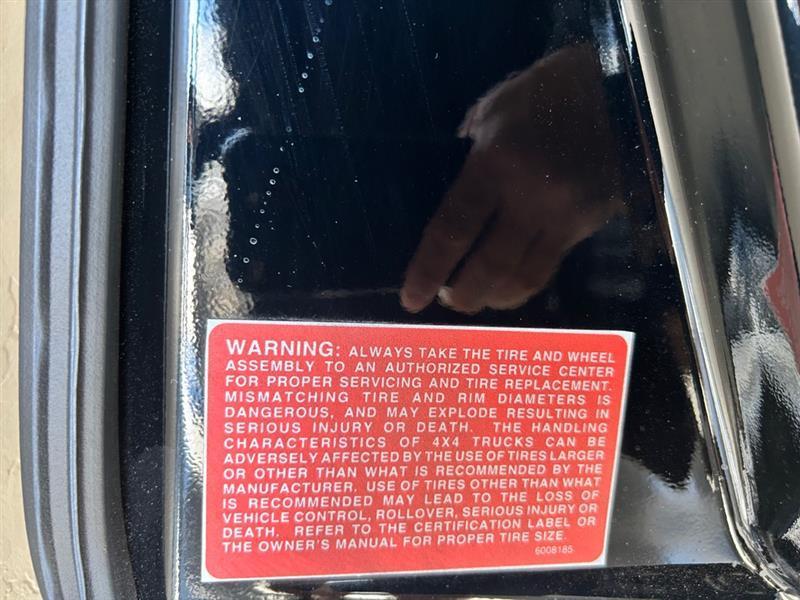 WARNING: ALWAYS TAKE THE TIRE AND WHEEL
ASSEMBLY TO AN AUTHORIZED SERVICE CENTER
FOR PROPER SERVICING AND TIRE REPLACEMENT.
MISMATCHING TIRE AND RIM DIAMETERS IS
DANGEROUS, AND MAY EXPLODE RESULTING IN
SERIOUS INJURY OR DEATH. THE HANDLING
CHARACTERISTICS OF 4X4 TRUCKS CAN BE
ADVERSELY AFFECTED BY THE USE OF TIRES LARGER
OR OTHER THAN WHAT IS RECOMMENDED BY THE
MANUFACTURER. USE OF TIRES OTHER THAN WHAT
IS RECOMMENDED MAY LEAD TO THE LOSS OF
VEHICLE CONTROL, ROLLOVER, SERIOUS INJURY OR
DEATH. REFER TO THE CERTIFICATION LABEL OR
THE OWNER'S MANUAL FOR PROPER TIRE SIZE.
6008185